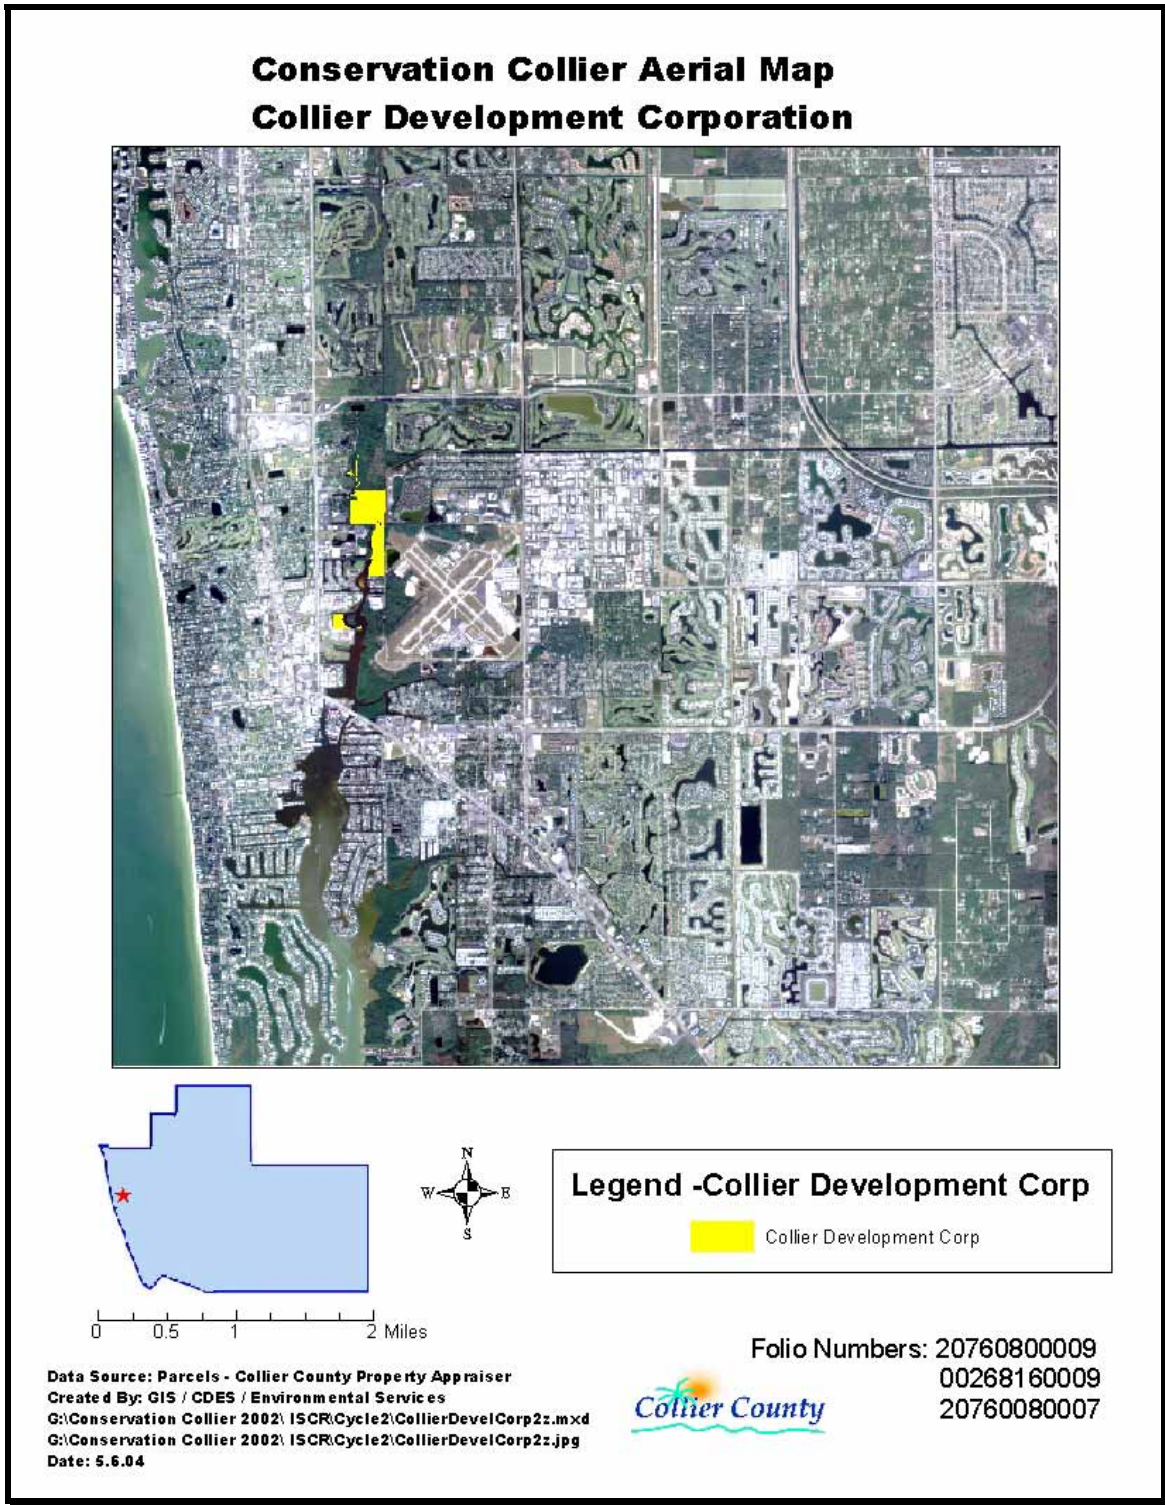 Conservation Collier Aerial Map
Collier Development Corporation
N
W E
S
Legend -Collier Development Corp
Collier Development Corp
0 0.5 1 2 Miles
Folio Numbers: 20760800009
00268160009
20760080007
Data Source: Parcels - Collier County Property Appraiser
Created By: GIS / CDES / Environmental Services
G:\Conservation Collier 2002\ ISCR\Cycle2\CollierDevelCorp2z.mxd
G:\Conservation Collier 2002\ ISCR\Cycle2\CollierDevelCorp2z.jpg
Date: 5.6.04
Collier County